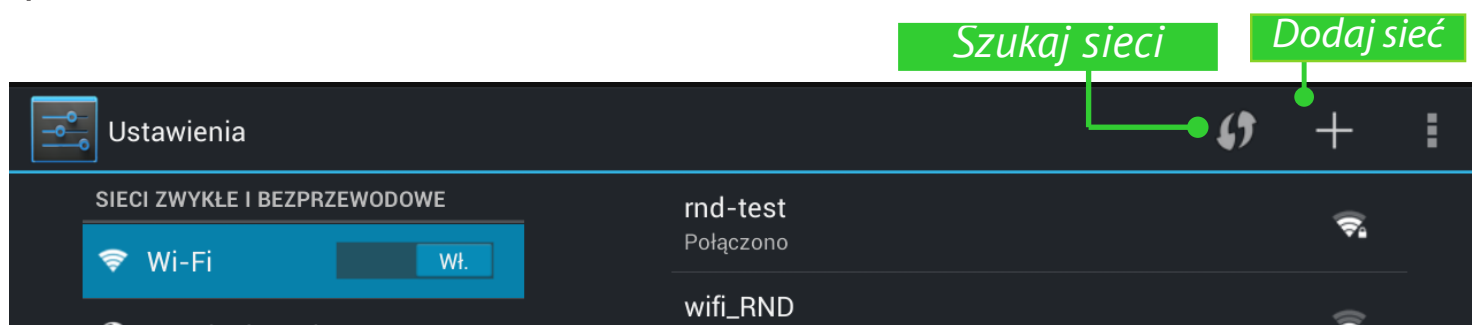 Szukaj sieci
Dodaj sieć
Ustawienia
SIECI ZWYKŁE I BEZPRZEWODOWE
Wi-Fi
Wł.
rnd-test
Połączono
wifi_RND